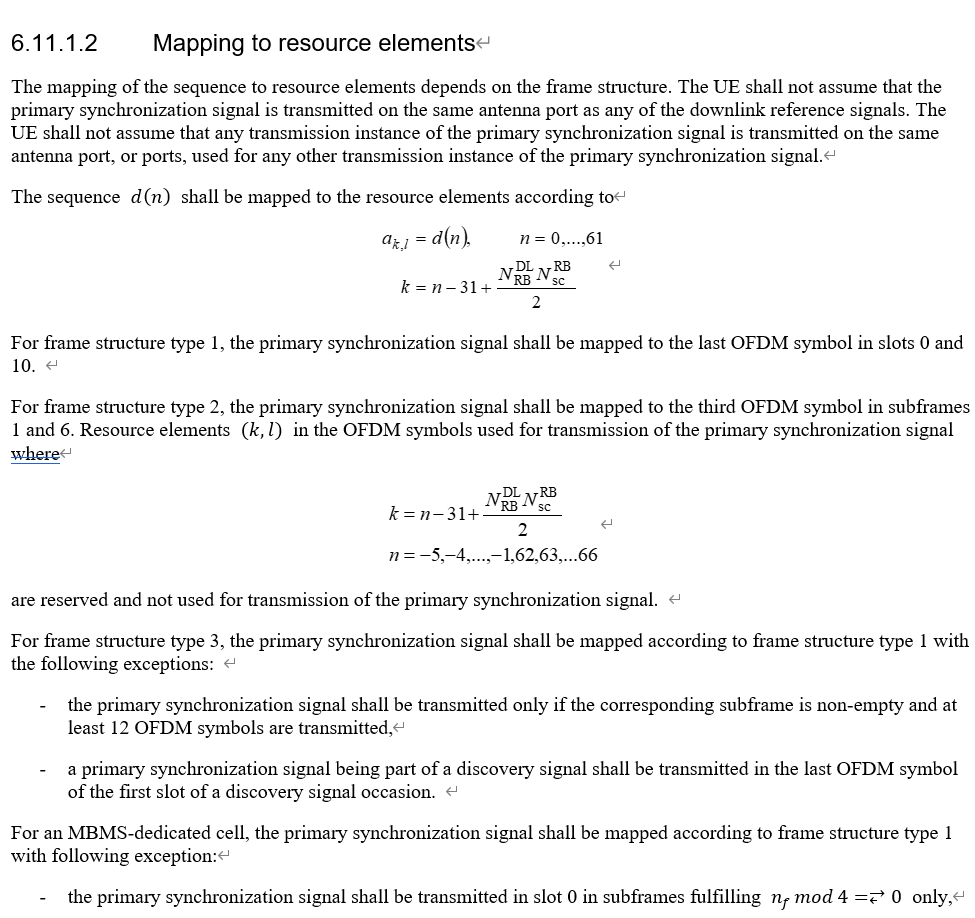 6.11.1.2 Mapping to resource elements↵
The mapping of the sequence to resource elements depends on the frame structure. The UE shall not assume that the
primary synchronization signal is transmitted on the same antenna port as any of the downlink reference signals. The
UE shall not assume that any transmission instance of the primary synchronization signal is transmitted on the same
antenna port, or ports, used for any other transmission instance of the primary synchronization signal.↵
The sequence d(n) shall be mapped to the resource elements according to↵
a_{k,l} = d(n), n = 0,...,61
k = n − 31 + \frac{N_{RB}^{DL} N_{sc}^{RB}}{2} ↵
For frame structure type 1, the primary synchronization signal shall be mapped to the last OFDM symbol in slots 0 and
10. ↵
For frame structure type 2, the primary synchronization signal shall be mapped to the third OFDM symbol in subframes
1 and 6. Resource elements (k, l) in the OFDM symbols used for transmission of the primary synchronization signal
where↵
k = n − 31 + \frac{N_{RB}^{DL} N_{sc}^{RB}}{2} ↵
n = −5,−4,...,−1,62,63,...66
are reserved and not used for transmission of the primary synchronization signal. ↵
For frame structure type 3, the primary synchronization signal shall be mapped according to frame structure type 1 with
the following exceptions: ↵
- the primary synchronization signal shall be transmitted only if the corresponding subframe is non-empty and at
least 12 OFDM symbols are transmitted,↵
- a primary synchronization signal being part of a discovery signal shall be transmitted in the last OFDM symbol
of the first slot of a discovery signal occasion. ↵
For an MBMS-dedicated cell, the primary synchronization signal shall be mapped according to frame structure type 1
with following exception:↵
- the primary synchronization signal shall be transmitted in slot 0 in subframes fulfilling n_f mod 4 =⇄ 0 only,↵